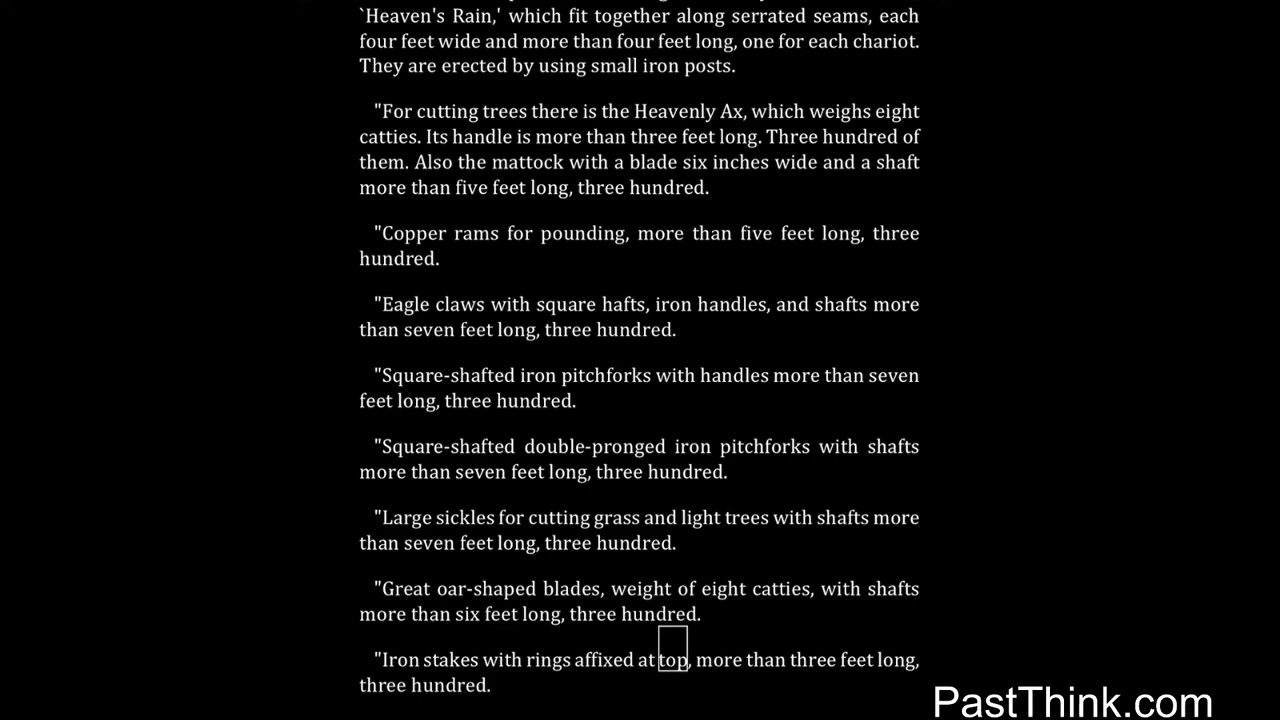 `Heaven's Rain,' which fit together along serrated seams, each
four feet wide and more than four feet long, one for each chariot.
They are erected by using small iron posts.
"For cutting trees there is the Heavenly Ax, which weighs eight
catties. Its handle is more than three feet long. Three hundred of
them. Also the mattock with a blade six inches wide and a shaft
more than five feet long, three hundred.
"Copper rams for pounding, more than five feet long, three
hundred.
"Eagle claws with square hafts, iron handles, and shafts more
than seven feet long, three hundred.
"Square-shafted iron pitchforks with handles more than seven
feet long, three hundred.
"Square-shafted double-pronged iron pitchforks with shafts
more than seven feet long, three hundred.
"Large sickles for cutting grass and light trees with shafts more
than seven feet long, three hundred.
"Great oar-shaped blades, weight of eight catties, with shafts
more than six feet long, three hundred.
"Iron stakes with rings affixed at top, more than three feet long,
three hundred.
PastThink.com